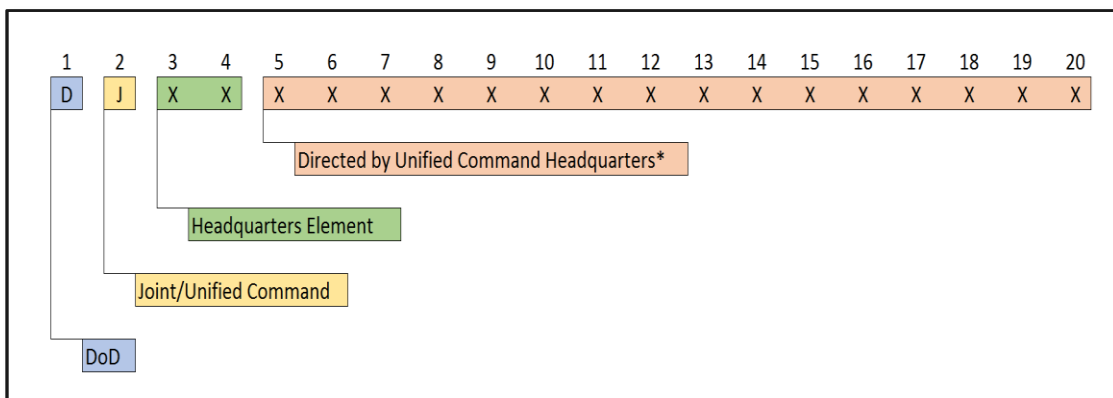 1 2 3 4 5 6 7 8 9 10 11 12 13 14 15 16 17 18 19 20
D J X X X X X X X X X X X X X X X X X X
Directed by Unified Command Headquarters*
Headquarters Element
Joint/Unified Command
DoD